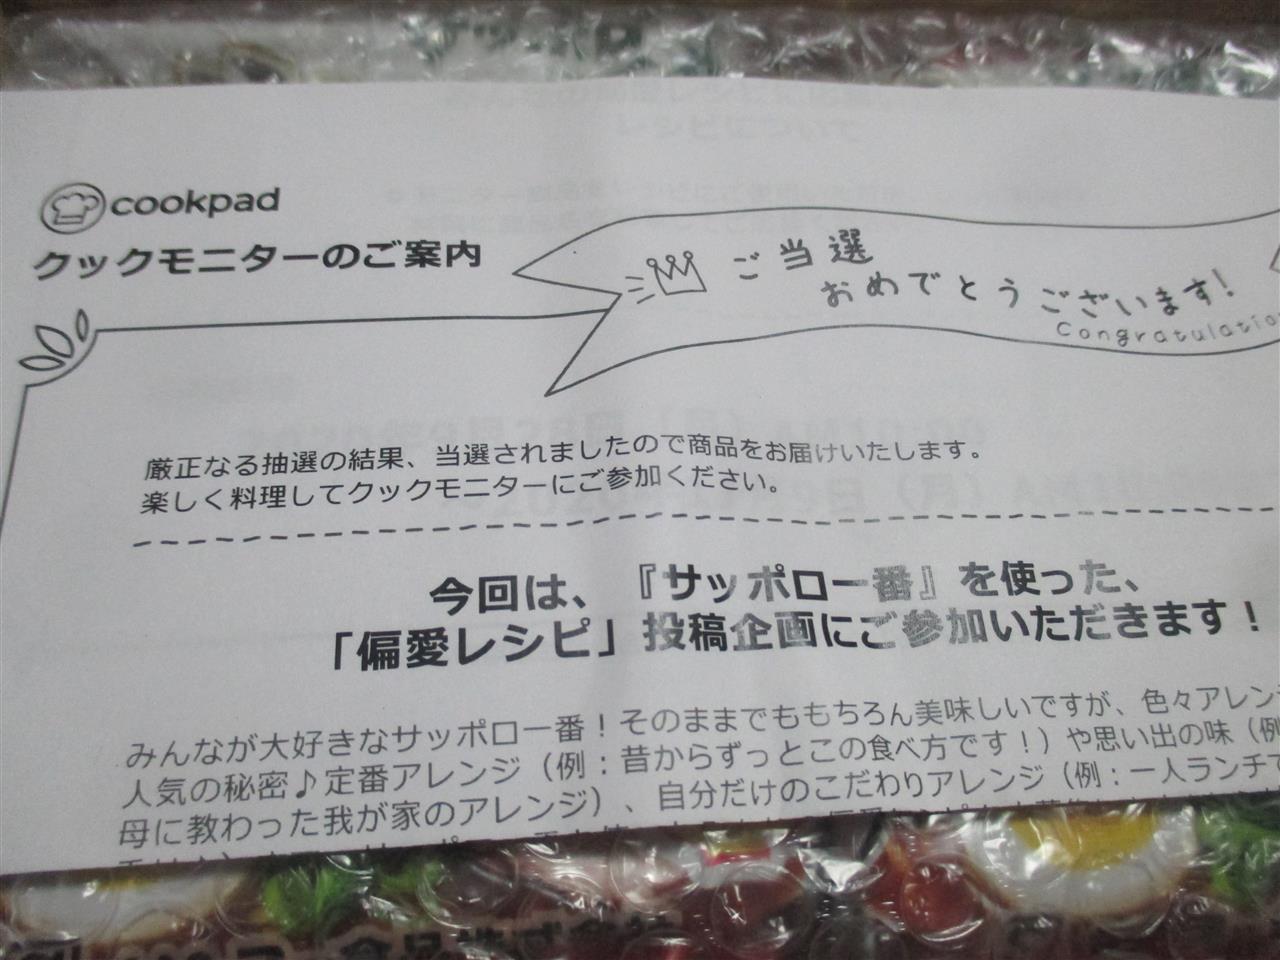 cookpad
クックモニターのご案内
ご当選
おめでとうございます!
Congratulatio
厳正なる抽選の結果、当選されましたので商品をお届けいたします。
楽しく料理してクックモニターにご参加ください。
今回は、『サッポロ一番』を使った、
「偏愛レシピ」投稿企画にご参加いただきます!
みんなが大好きなサッポロ一番!そのままでももちろん美味しいですが、色々アレンジ
人気の秘密♪定番アレンジ(例:昔からずっとこの食べ方です!)や思い出の味(例
母に教わった我が家のアレンジ)、自分だけのこだわりアレンジ(例:一人ランチで
食品株式会社